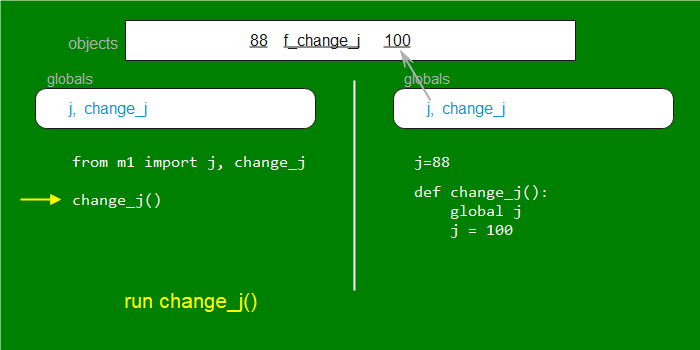 objects 88 f_change_j 100
globals
j, change_j
from m1 import j, change_j
change_j()
run change_j()
globals
j, change_j
j=88
def change_j():
    global j
    j = 100